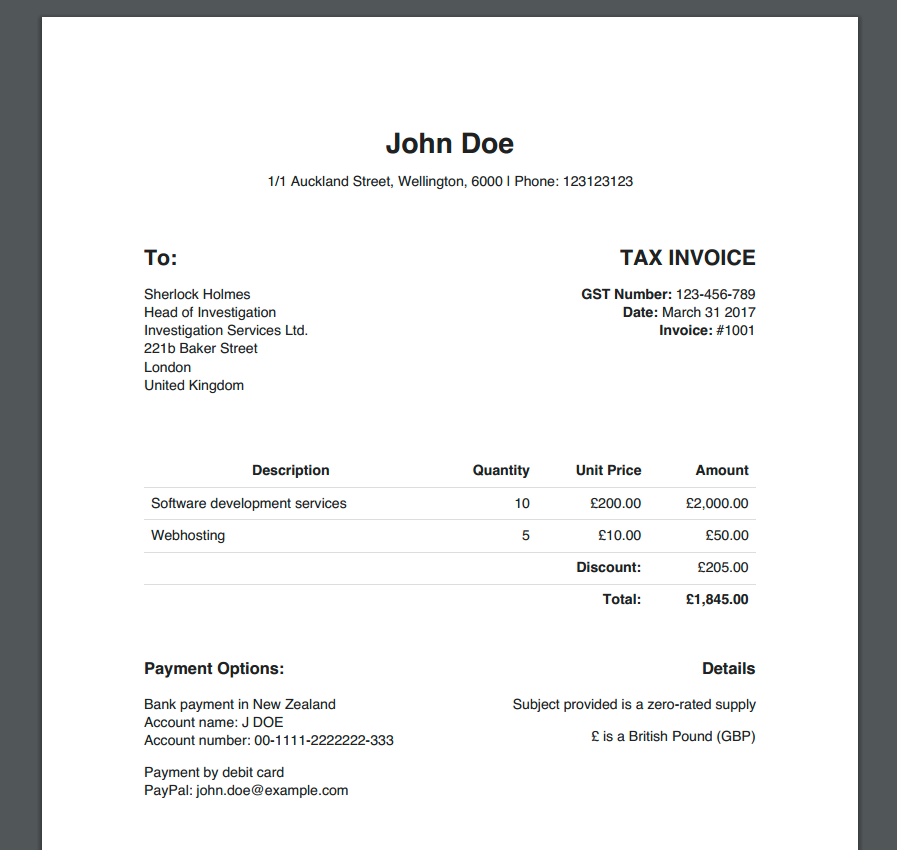 John Doe
1/1 Auckland Street, Wellington, 6000 | Phone: 123123123
To:
Sherlock Holmes
Head of Investigation
Investigation Services Ltd.
221b Baker Street
London
United Kingdom
TAX INVOICE
GST Number: 123-456-789
Date: March 31 2017
Invoice: #1001
Description Quantity Unit Price Amount
Software development services 10 £200.00 £2,000.00
Webhosting 5 £10.00 £50.00
Discount: £205.00
Total: £1,845.00
Payment Options:
Bank payment in New Zealand
Account name: J DOE
Account number: 00-1111-2222222-333
Payment by debit card
PayPal: john.doe@example.com
Details
Subject provided is a zero-rated supply
£ is a British Pound (GBP)